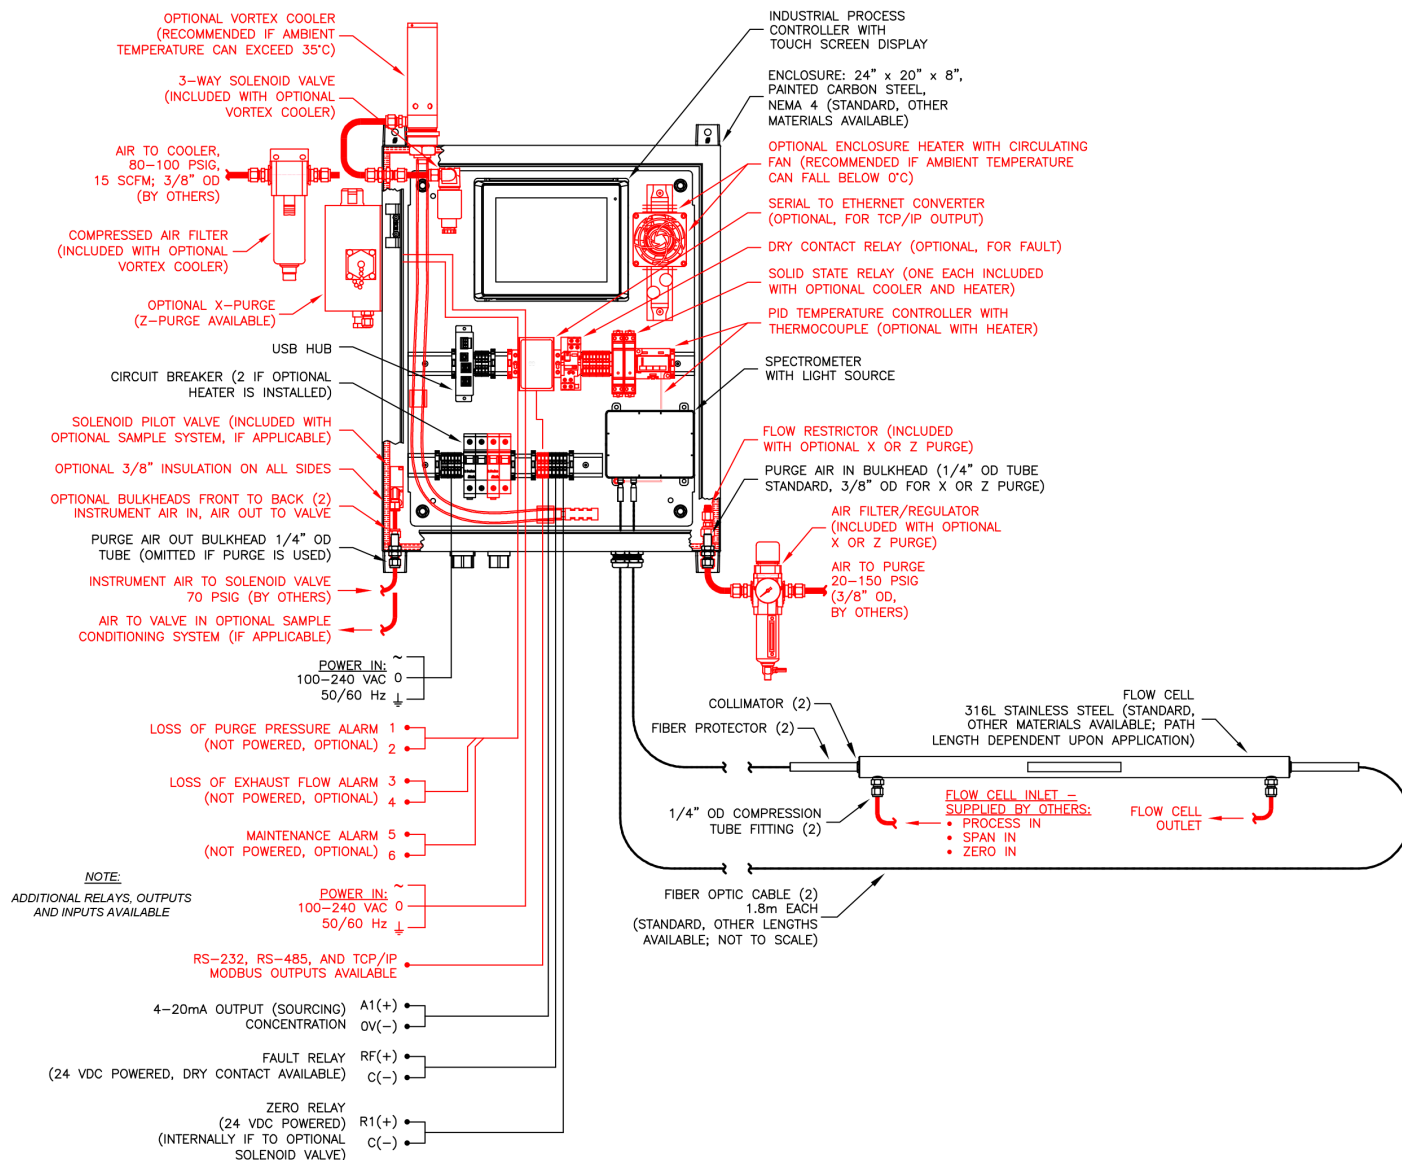 OPTIONAL VORTEX COOLER
(RECOMMENDED IF AMBIENT
TEMPERATURE CAN EXCEED 35°C)
3-WAY SOLENOID VALVE
(INCLUDED WITH OPTIONAL
VORTEX COOLER)
AIR TO COOLER,
80-100 PSIG,
15 SCFM; 3/8" OD
(BY OTHERS)
COMPRESSED AIR FILTER
(INCLUDED WITH OPTIONAL
VORTEX COOLER)
OPTIONAL X-PURGE
(Z-PURGE AVAILABLE)
USB HUB
CIRCUIT BREAKER (2 IF OPTIONAL
HEATER IS INSTALLED)
SOLENOID PILOT VALVE (INCLUDED WITH
OPTIONAL SAMPLE SYSTEM, IF APPLICABLE)
OPTIONAL 3/8" INSULATION ON ALL SIDES
OPTIONAL BULKHEADS FRONT TO BACK (2)
INSTRUMENT AIR IN, AIR OUT TO VALVE
PURGE AIR OUT BULKHEAD 1/4" OD
TUBE (OMITTED IF PURGE IS USED)
INSTRUMENT AIR TO SOLENOID VALVE
70 PSIG (BY OTHERS)
AIR TO VALVE IN OPTIONAL SAMPLE
CONDITIONING SYSTEM (IF APPLICABLE)
INDUSTRIAL PROCESS
CONTROLLER WITH
TOUCH SCREEN DISPLAY
ENCLOSURE: 24" x 20" x 8",
PAINTED CARBON STEEL,
NEMA 4 (STANDARD, OTHER
MATERIALS AVAILABLE)
OPTIONAL ENCLOSURE HEATER WITH CIRCULATING
FAN (RECOMMENDED IF AMBIENT TEMPERATURE
CAN FALL BELOW 0°C)
SERIAL TO ETHERNET CONVERTER
(OPTIONAL, FOR TCP/IP OUTPUT)
DRY CONTACT RELAY (OPTIONAL, FOR FAULT)
SOLID STATE RELAY (ONE EACH INCLUDED
WITH OPTIONAL COOLER AND HEATER)
PID TEMPERATURE CONTROLLER WITH
THERMOCOUPLE (OPTIONAL WITH HEATER)
SPECTROMETER
WITH LIGHT SOURCE
FLOW RESTRICTOR (INCLUDED
WITH OPTIONAL X OR Z PURGE)
PURGE AIR IN BULKHEAD (1/4" OD TUBE
STANDARD, 3/8" OD FOR X OR Z PURGE)
AIR FILTER/REGULATOR
(INCLUDED WITH OPTIONAL
X OR Z PURGE)
AIR TO PURGE
20-150 PSIG
(3/8" OD,
BY OTHERS)
POWER IN: ~
100-240 VAC 0
50/60 Hz
LOSS OF PURGE PRESSURE ALARM 1
(NOT POWERED, OPTIONAL) 2
LOSS OF EXHAUST FLOW ALARM 3
(NOT POWERED, OPTIONAL) 4
MAINTENANCE ALARM 5
(NOT POWERED, OPTIONAL) 6
NOTE:
ADDITIONAL RELAYS, OUTPUTS
AND INPUTS AVAILABLE
POWER IN: ~
100-240 VAC 0
50/60 Hz
RS-232, RS-485, AND TCP/IP
MODBUS OUTPUTS AVAILABLE
4-20mA OUTPUT (SOURCING) A1(+)
CONCENTRATION 0V(-)
FAULT RELAY RF(+)
(24 VDC POWERED, DRY CONTACT AVAILABLE) C(-)
ZERO RELAY
(24 VDC POWERED) R1(+)
(INTERNALLY IF TO OPTIONAL C(-)
SOLENOID VALVE)
COLLIMATOR (2)
FIBER PROTECTOR (2)
FLOW CELL
316L STAINLESS STEEL (STANDARD,
OTHER MATERIALS AVAILABLE; PATH
LENGTH DEPENDENT UPON APPLICATION)
1/4" OD COMPRESSION
TUBE FITTING (2)
FLOW CELL INLET -
SUPPLIED BY OTHERS:
• PROCESS IN
• SPAN IN
• ZERO IN
FLOW CELL
OUTLET
FIBER OPTIC CABLE (2)
1.8m EACH
(STANDARD, OTHER LENGTHS
AVAILABLE; NOT TO SCALE)